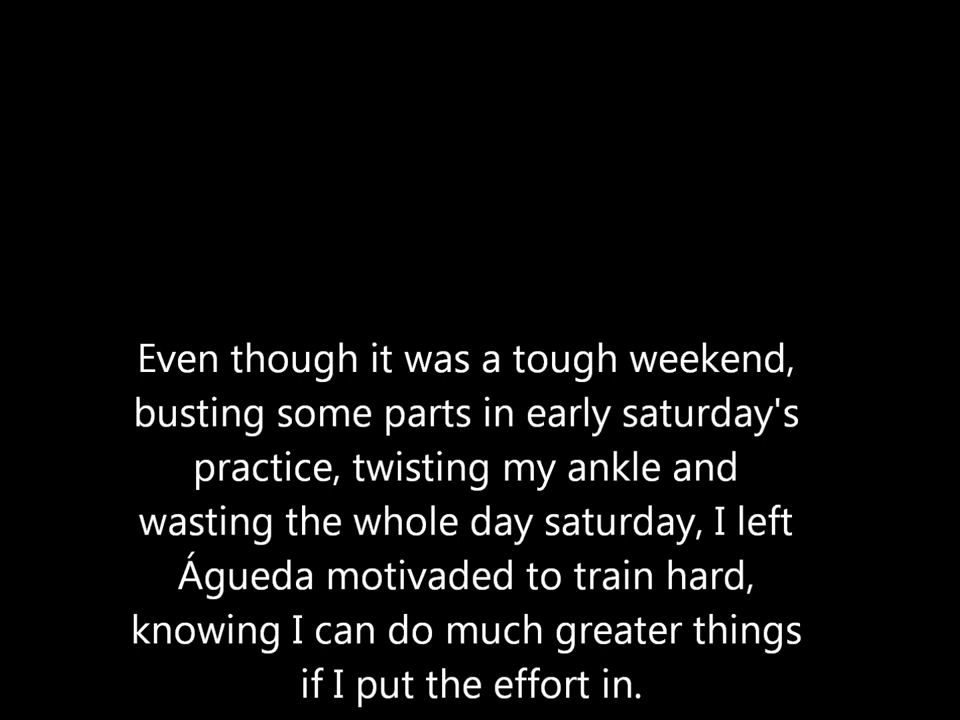 Even though it was a tough weekend,
busting some parts in early saturday's
practice, twisting my ankle and
wasting the whole day saturday, I left
Águeda motivaded to train hard,
knowing I can do much greater things
if I put the effort in.